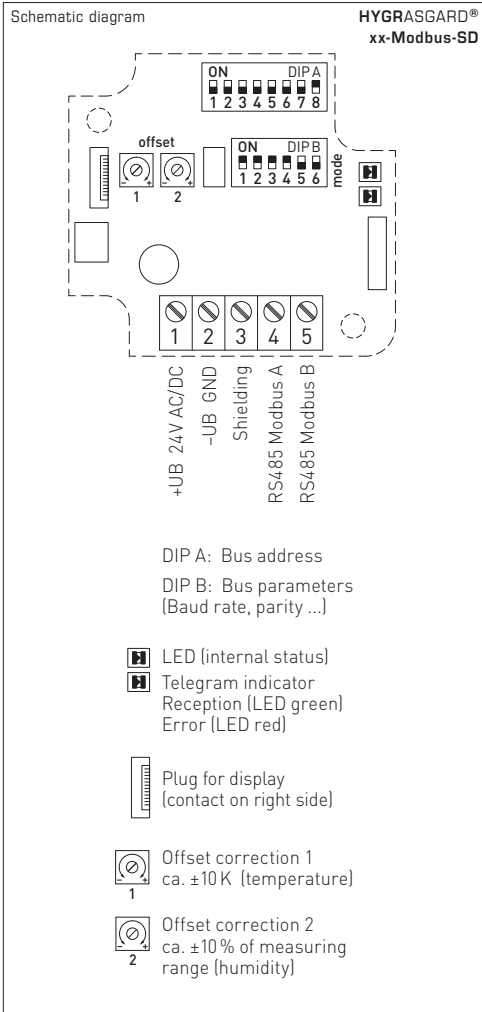 Schematic diagram
HYGRASGARD®
xx-Modbus-SD
ON DIP A
1 2 3 4 5 6 7 8
offset
1 2
ON DIP B
1 2 3 4 5 6
mode
1 2 3 4 5
+UB 24V AC/DC
–UB GND
Shielding
RS485 Modbus A
RS485 Modbus B
DIP A: Bus address
DIP B: Bus parameters
(Baud rate, parity ...)
LED (internal status)
Telegram indicator
Reception (LED green)
Error (LED red)
Plug for display
(contact on right side)
Offset correction 1
ca. ±10 K (temperature)
1
Offset correction 2
ca. ±10 % of measuring
range (humidity)
2